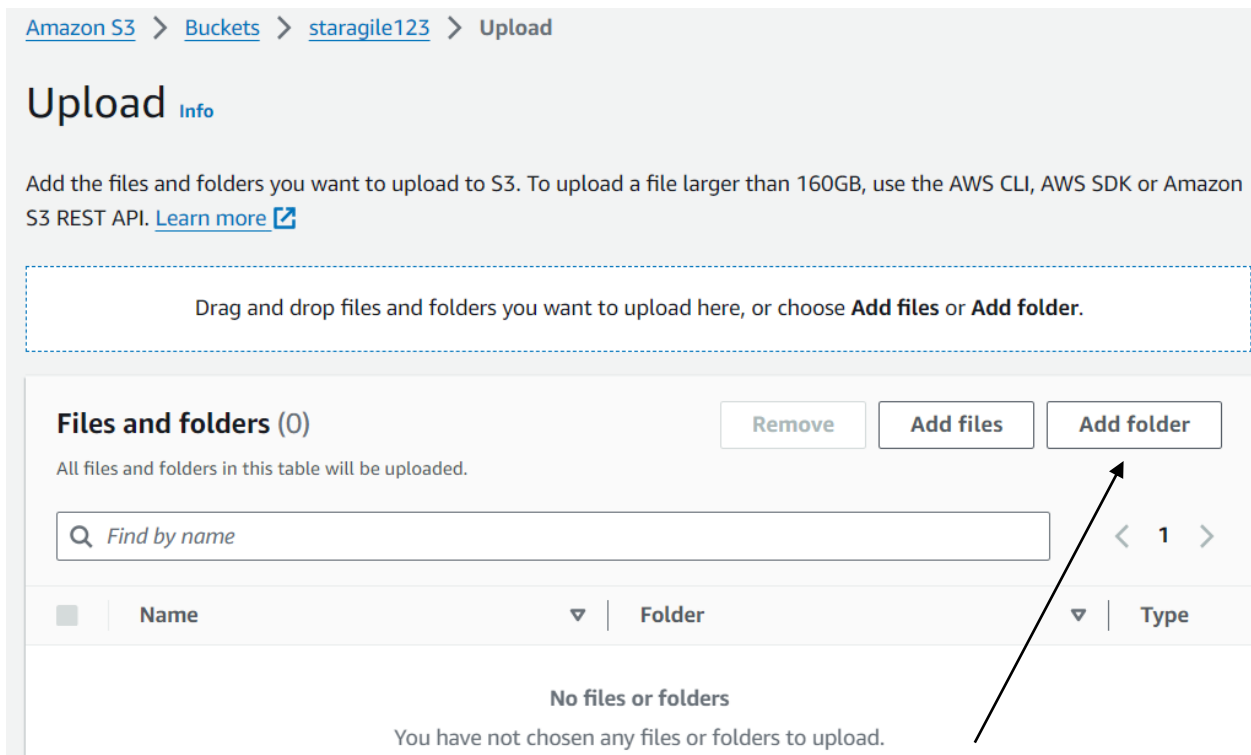 Amazon S3 > Buckets > staragile123 > Upload
Upload Info
Add the files and folders you want to upload to S3. To upload a file larger than 160GB, use the AWS CLI, AWS SDK or Amazon
S3 REST API. Learn more
Drag and drop files and folders you want to upload here, or choose Add files or Add folder.
Files and folders (0)
Remove
Add files
Add folder
All files and folders in this table will be uploaded.
Find by name
< 1 >
Name
Folder
Type
No files or folders
You have not chosen any files or folders to upload.